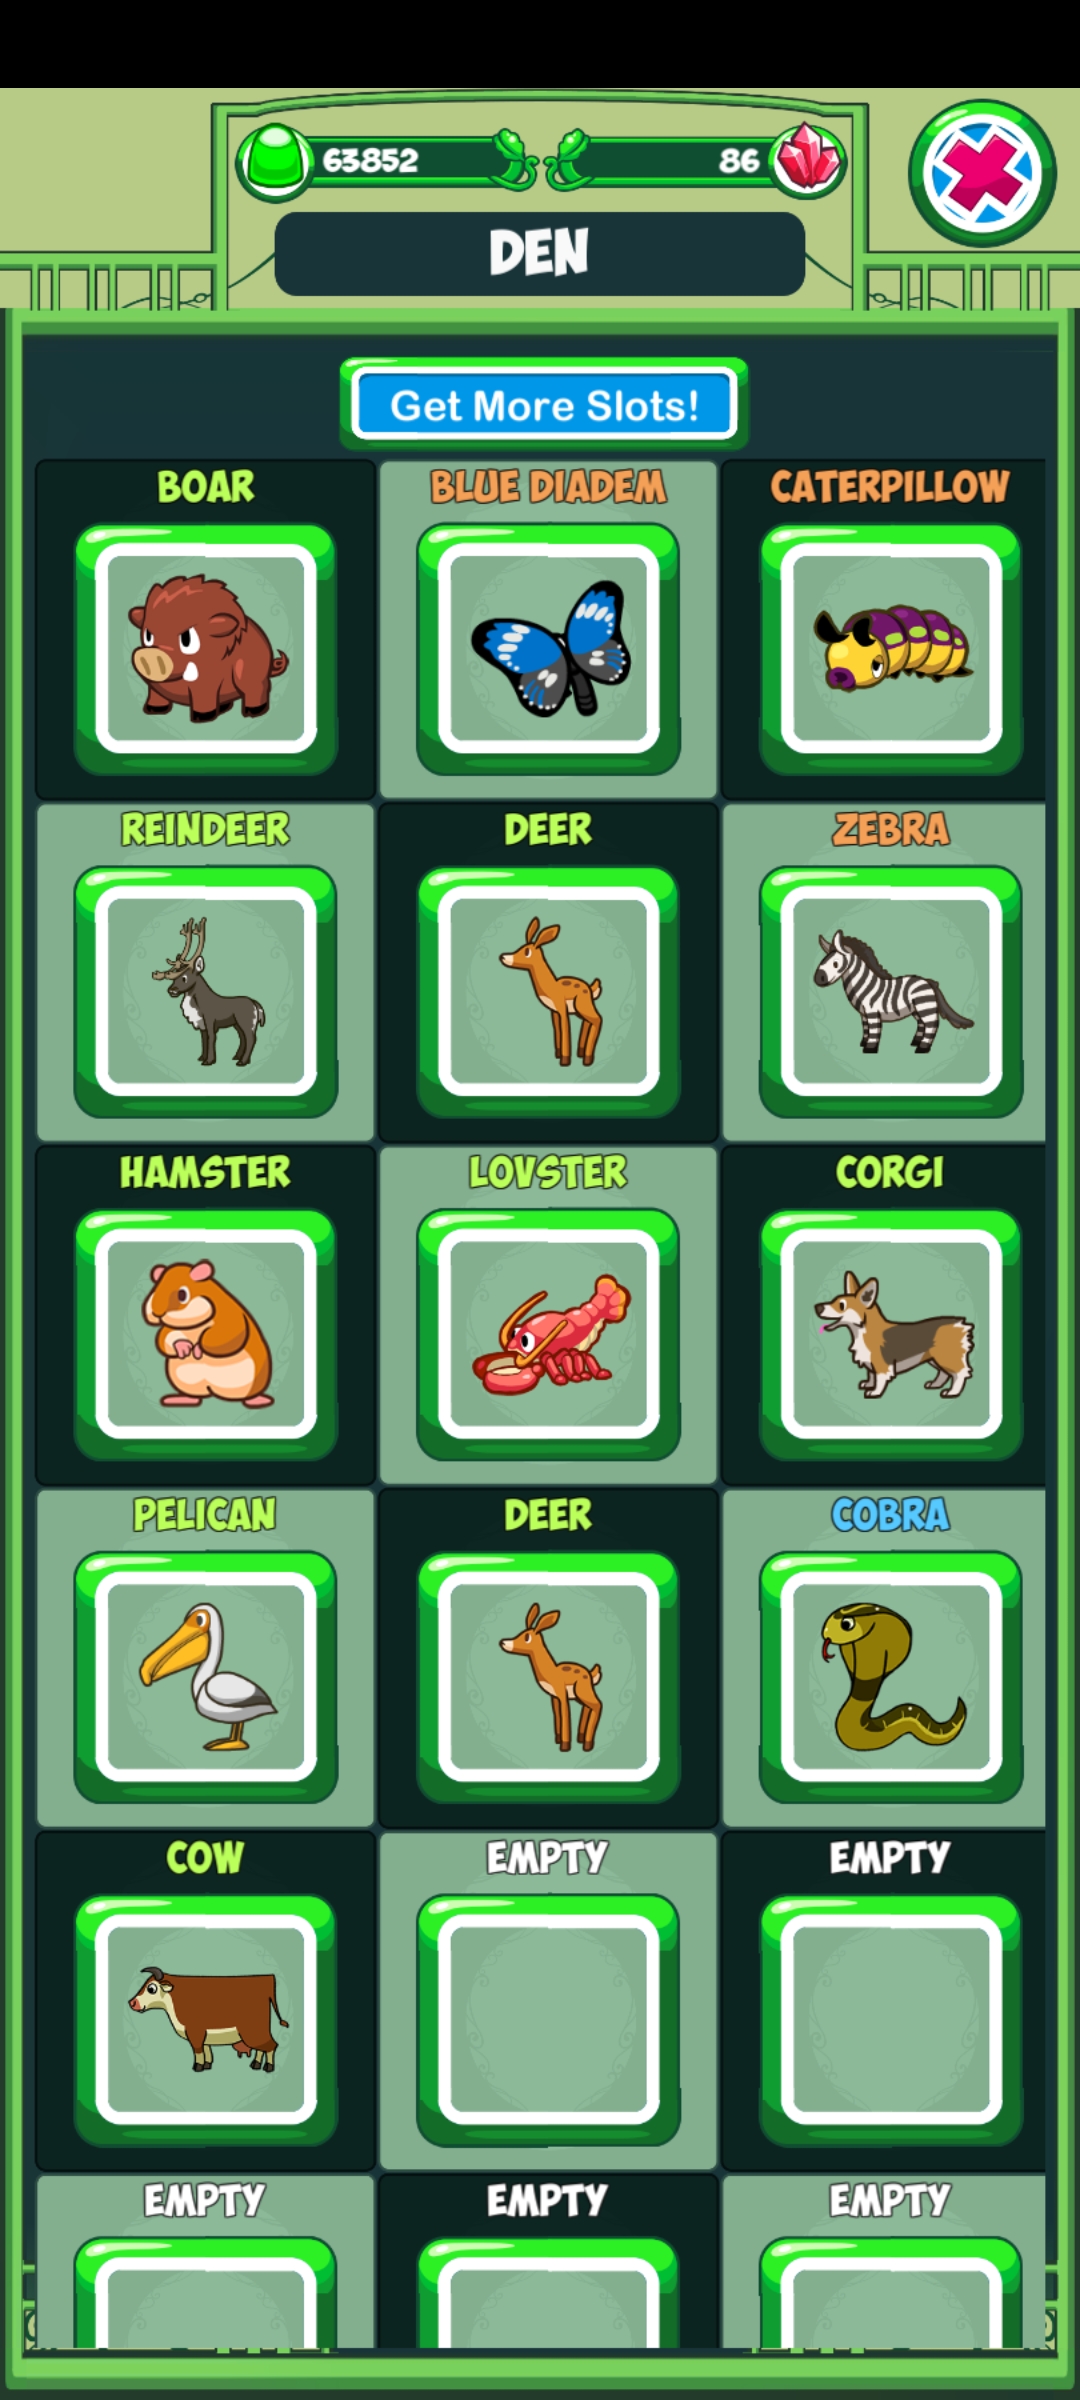 63852
86
DEN
Get More Slots!
BOAR
BLUE DIADEM
CATERPILLOW
REINDEER
DEER
ZEBRA
HAMSTER
LOVSTER
CORGI
PELICAN
DEER
COBRA
COW
EMPTY
EMPTY
EMPTY
EMPTY
EMPTY